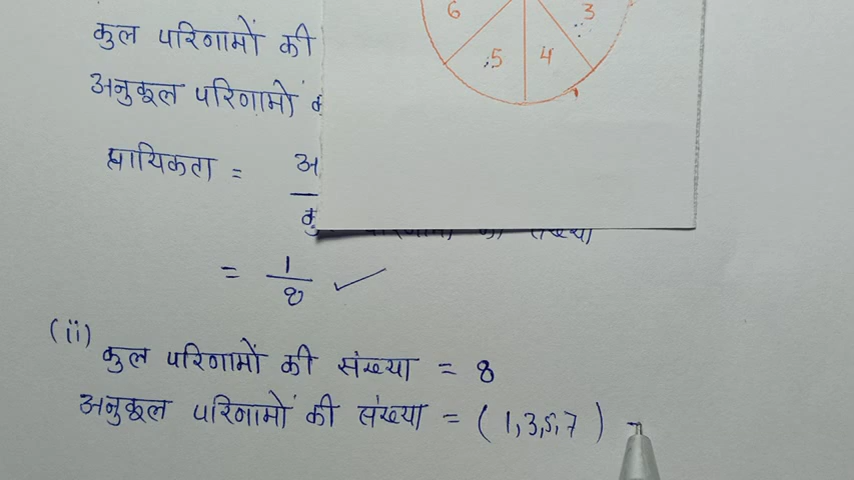 6 3
5 4
कुल परिणामों की
अनुकूल परिणामों
प्रायिकता = अ
कु
संख्या
= 1/8 ✓
(ii)
कुल परिणामों की संख्या = 8
अनुकूल परिणामों की संख्या = (1,3,5,7) -